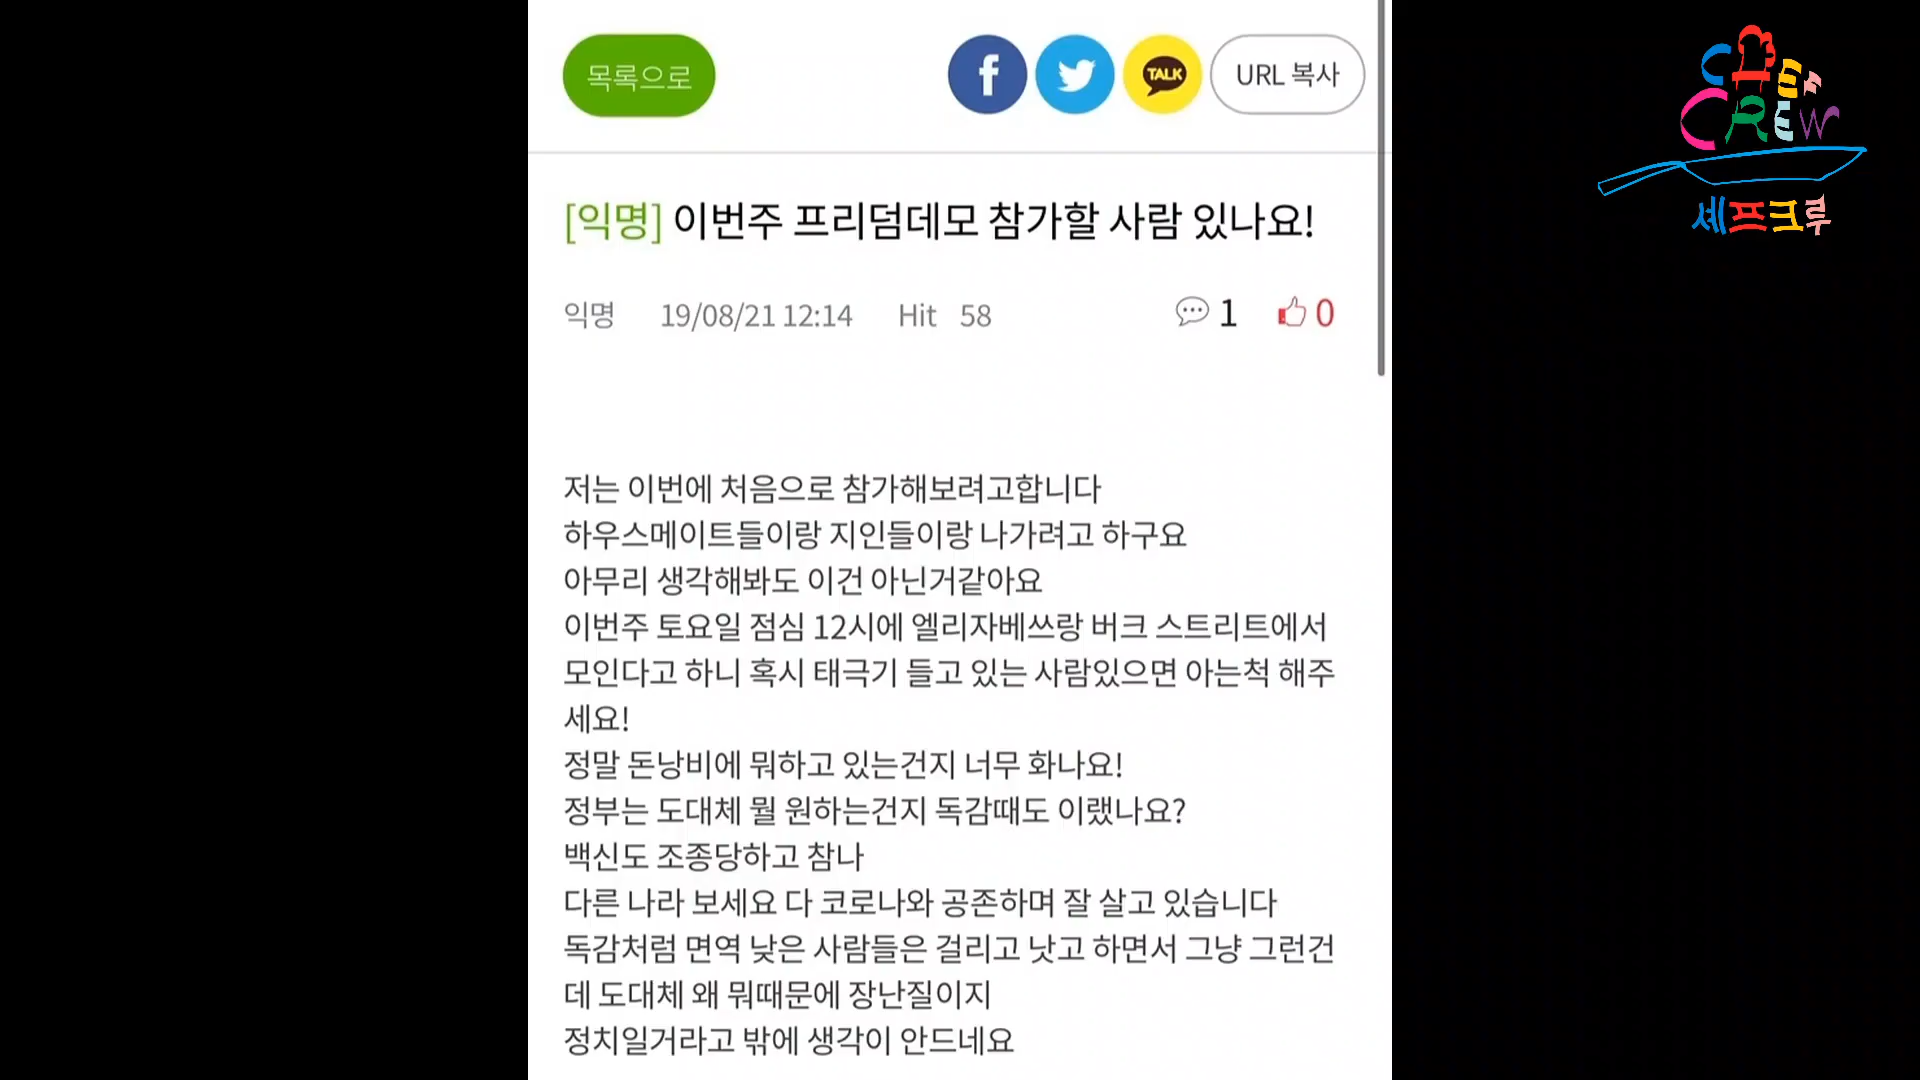 목록으로
f
TALK
URL 복사
CHEF
CREW
셰프크루
[익명] 이번주 프리덤데모 참가할 사람 있나요!
익명 19/08/21 12:14 Hit 58 1 0
저는 이번에 처음으로 참가해보려고합니다
하우스메이트들이랑 지인들이랑 나가려고 하구요
아무리 생각해봐도 이건 아닌거같아요
이번주 토요일 점심 12시에 엘리자베쓰랑 버크 스트리트에서
모인다고 하니 혹시 태극기 들고 있는 사람있으면 아는척 해주
세요!
정말 돈낭비에 뭐하고 있는건지 너무 화나요!
정부는 도대체 뭘 원하는건지 독감때도 이랬나요?
백신도 조종당하고 참나
다른 나라 보세요 다 코로나와 공존하며 잘 살고 있습니다
독감처럼 면역 낮은 사람들은 걸리고 낫고 하면서 그냥 그런건
데 도대체 왜 뭐때문에 장난질이지
정치일거라고 밖에 생각이 안드네요